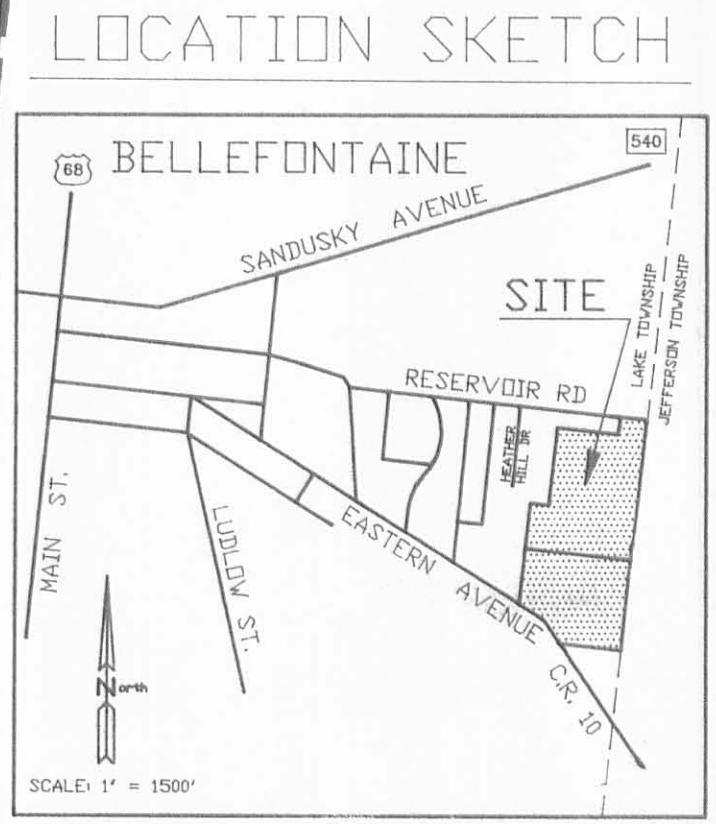 LOCATION SKETCH
68
BELLEFONTAINE
540
SANDUSKY AVENUE
SITE
LAKE TOWNSHIP
JEFFERSON TOWNSHIP
RESERVOIR RD
HEATHER
HILL DR
MAIN ST.
LUDLOW ST.
EASTERN AVENUE C.R. 10
North
SCALE: 1" = 1500'